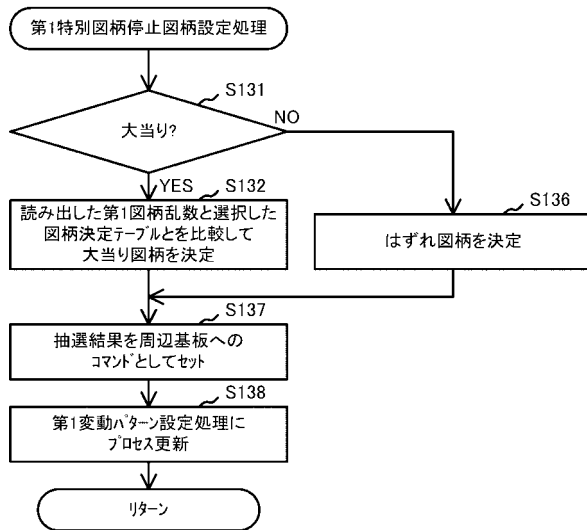 第1特別図柄停止図柄設定処理
S131
大当り?
NO
YES
S132
読み出した第1図柄乱数と選択した
図柄決定テーブルとを比較して
大当り図柄を決定
S136
はずれ図柄を決定
S137
抽選結果を周辺基板への
コマンドとしてセット
S138
第1変動パターン設定処理に
プロセス更新
リターン